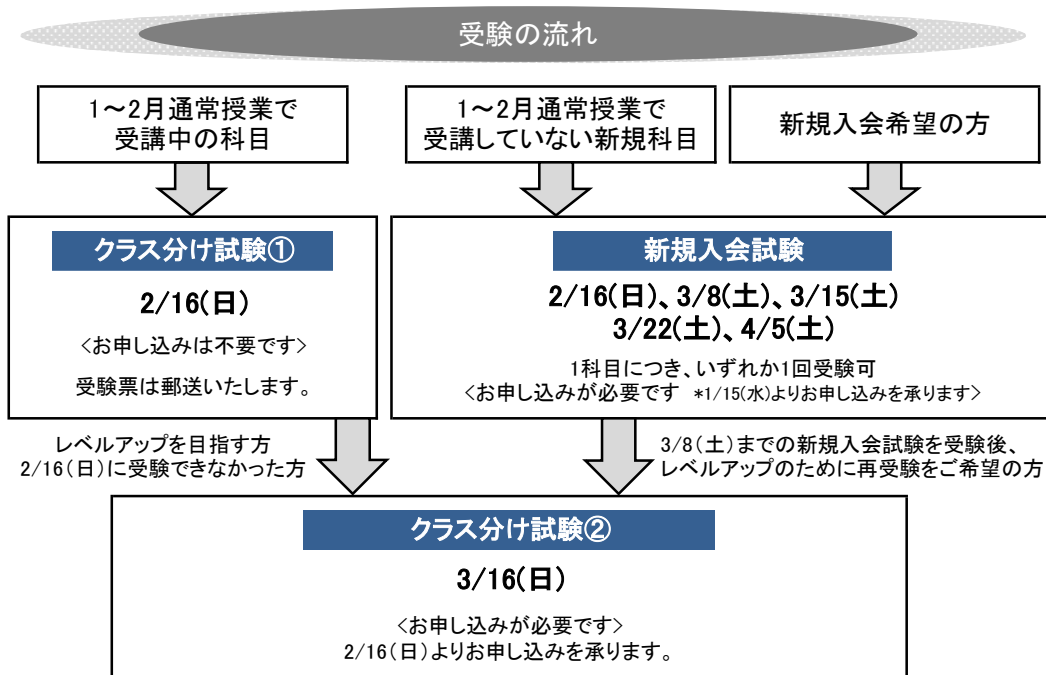 受験の流れ
1～2月通常授業で
受講中の科目
1～2月通常授業で
受講していない新規科目
新規入会希望の方
クラス分け試験①
2/16(日)
<お申し込みは不要です>
受験票は郵送いたします。
新規入会試験
2/16(日)、3/8(土)、3/15(土)
3/22(土)、4/5(土)
1科目につき、いずれか1回受験可
<お申し込みが必要です *1/15(水)よりお申し込みを承ります>
レベルアップを目指す方
2/16(日)に受験できなかった方
3/8(土)までの新規入会試験を受験後、
レベルアップのために再受験をご希望の方
クラス分け試験②
3/16(日)
<お申し込みが必要です>
2/16(日)よりお申し込みを承ります。